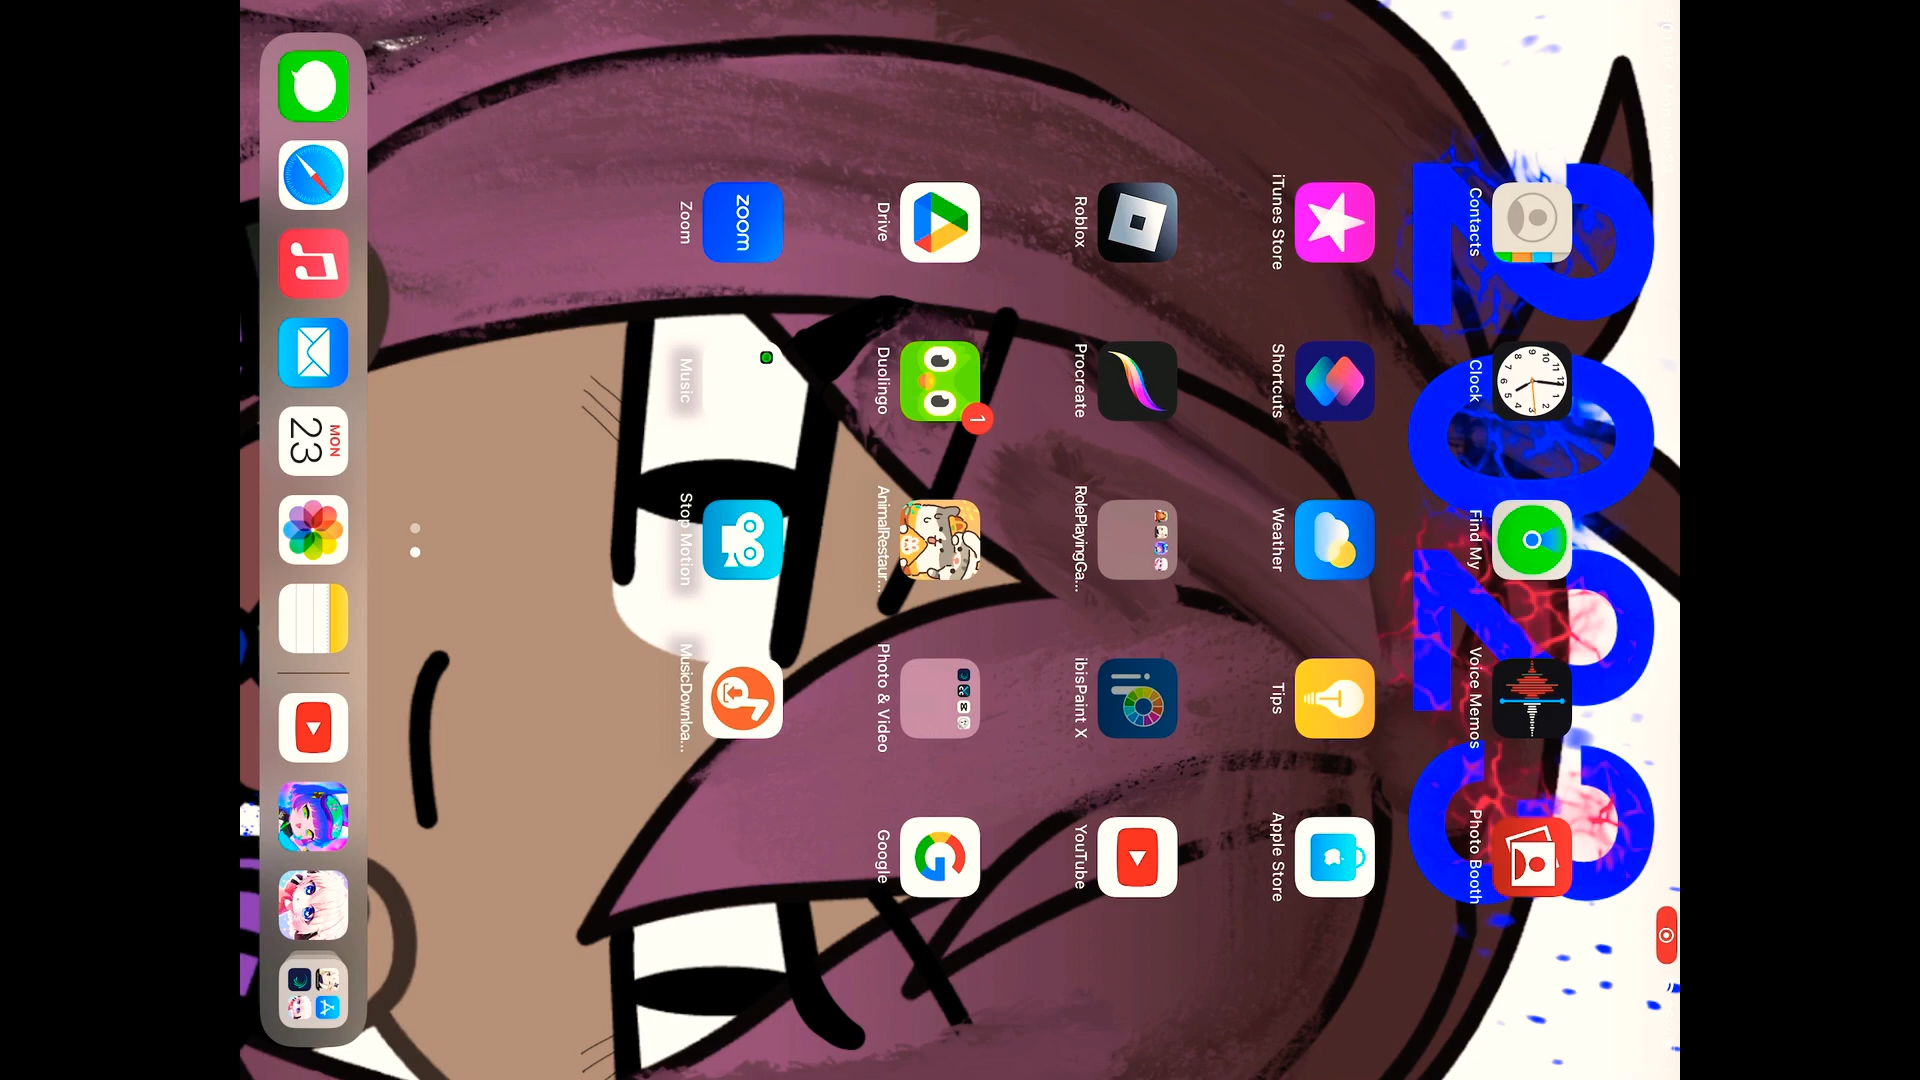 2023
Contacts
Clock
Find My
Voice Memos
Photo Booth
iTunes Store
Shortcuts
Weather
Tips
Apple Store
Roblox
Procreate
RolePlayingGa...
ibisPaint X
YouTube
Drive
Duolingo
1
AnimalRestaur...
Photo & Video
Google
zoom
Zoom
Music
Stop Motion
MusicDownloa...
MON
23